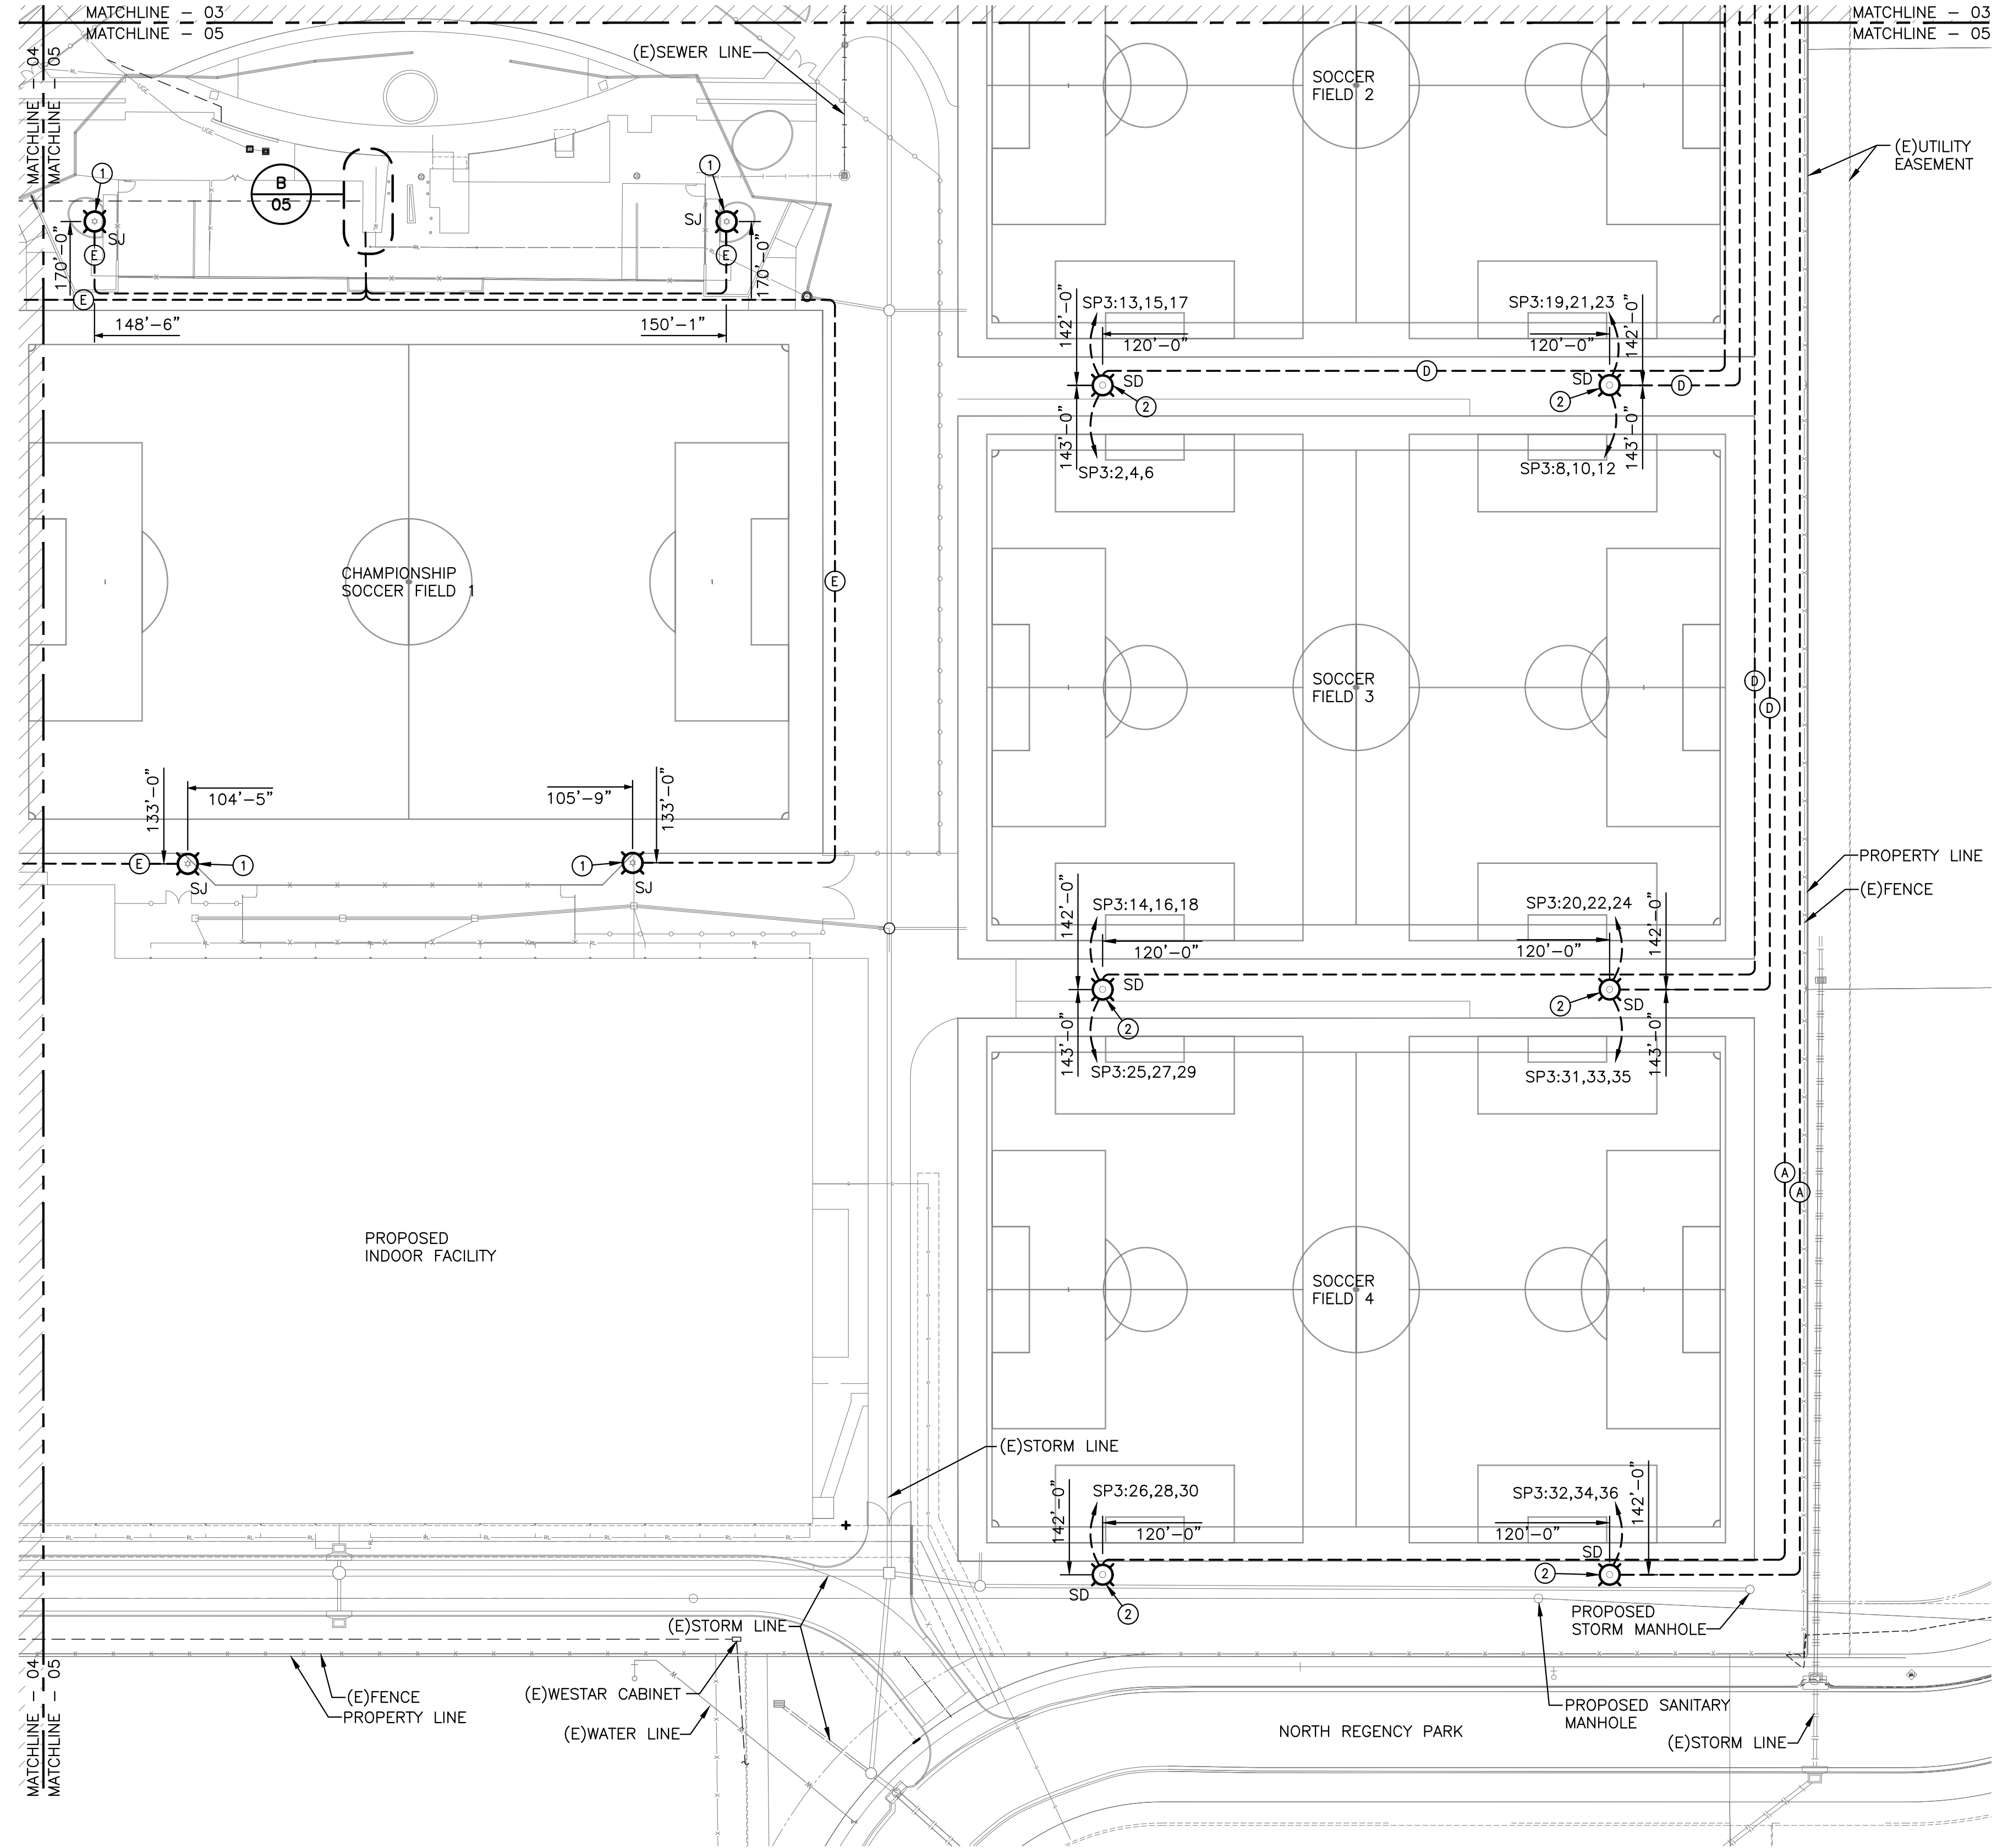 MATCHLINE - 03
MATCHLINE - 05
MATCHLINE - 03
MATCHLINE - 05
MATCHLINE - 04
MATCHLINE - 05
(E)SEWER LINE
SOCCER
FIELD 2
(E)UTILITY
EASEMENT
RL
UGE
UGE
1
1
B
05
SJ
SJ
E
E
E
170'-0"
170'-0"
148'-6"
150'-1"
SP3:13,15,17
SP3:19,21,23
142'-0"
142'-0"
120'-0"
120'-0"
SD
SD
D
D
2
2
143'-0"
143'-0"
SP3:2,4,6
SP3:8,10,12
CHAMPIONSHIP
SOCCER FIELD 1
E
SOCCER
FIELD 3
D
D
133'-0"
104'-5"
105'-9"
133'-0"
E
1
1
SJ
SJ
PROPERTY LINE
(E)FENCE
SP3:14,16,18
SP3:20,22,24
142'-0"
142'-0"
120'-0"
120'-0"
SD
SD
2
2
143'-0"
143'-0"
SP3:25,27,29
SP3:31,33,35
A
A
PROPOSED
INDOOR FACILITY
SOCCER
FIELD 4
(E)STORM LINE
SP3:26,28,30
SP3:32,34,36
142'-0"
142'-0"
120'-0"
120'-0"
SD
SD
2
2
PROPOSED
STORM MANHOLE
(E)STORM LINE
MATCHLINE - 04
MATCHLINE - 05
(E)FENCE
PROPERTY LINE
(E)WESTAR CABINET
(E)WATER LINE
PROPOSED SANITARY
MANHOLE
NORTH REGENCY PARK
(E)STORM LINE